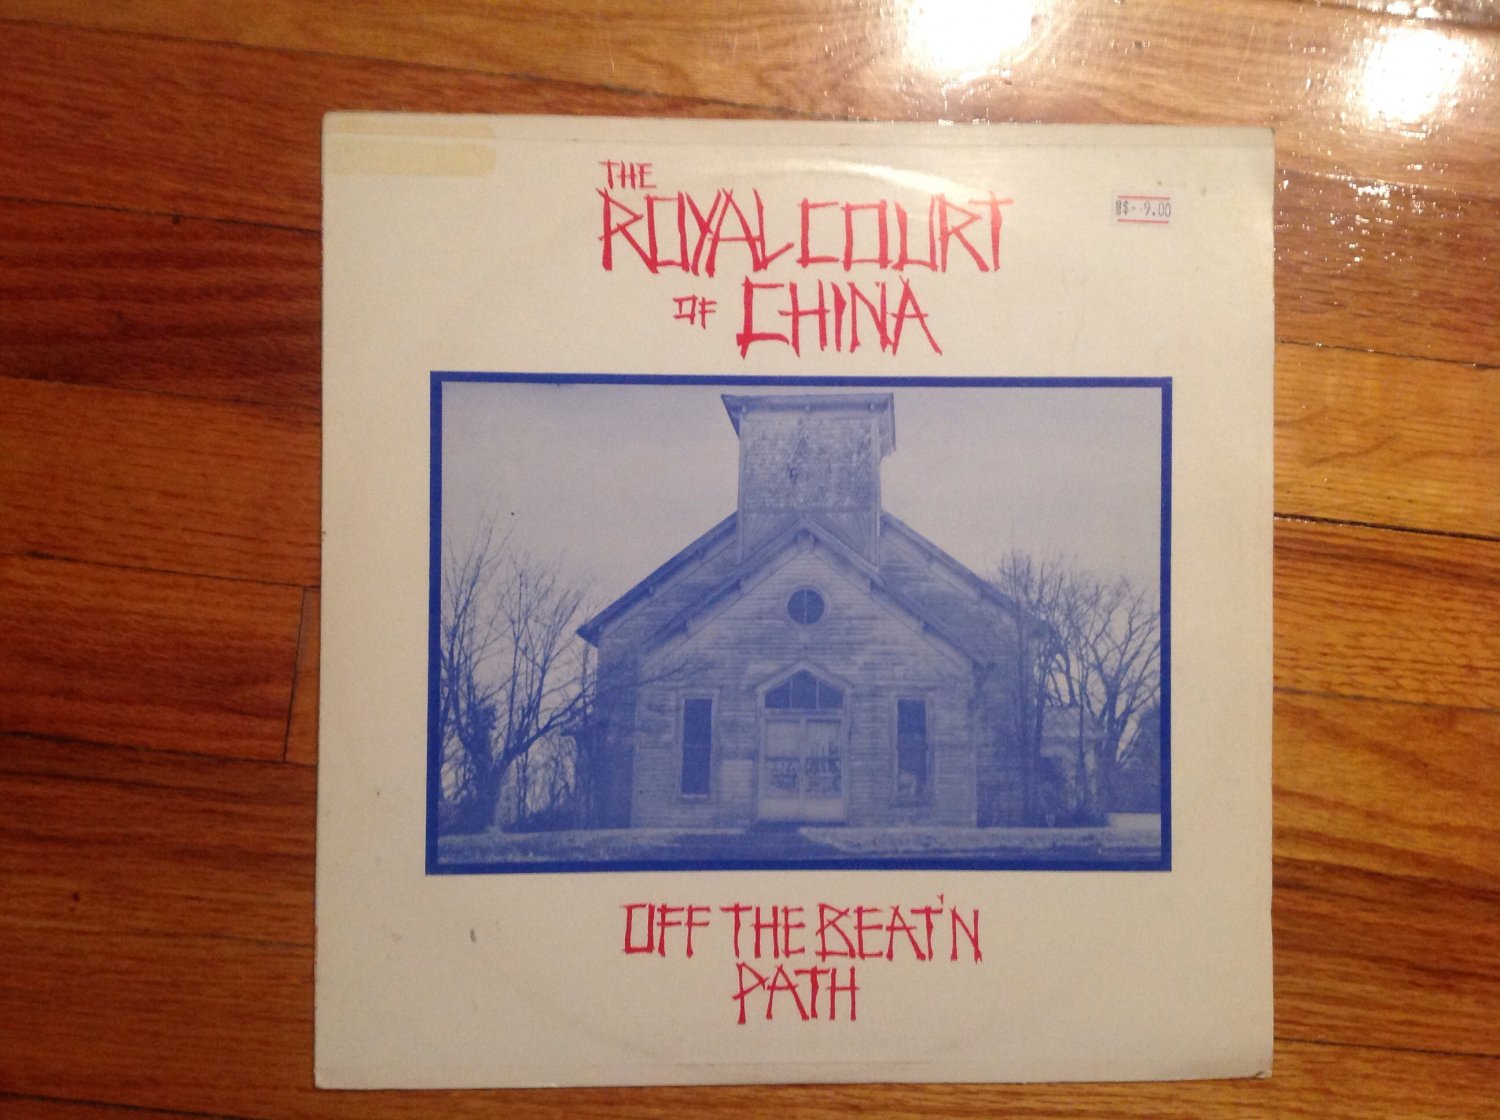 THE
ROYAL COURT
OF CHINA
$- 9.00
OFF THE BEAT'N
PATH